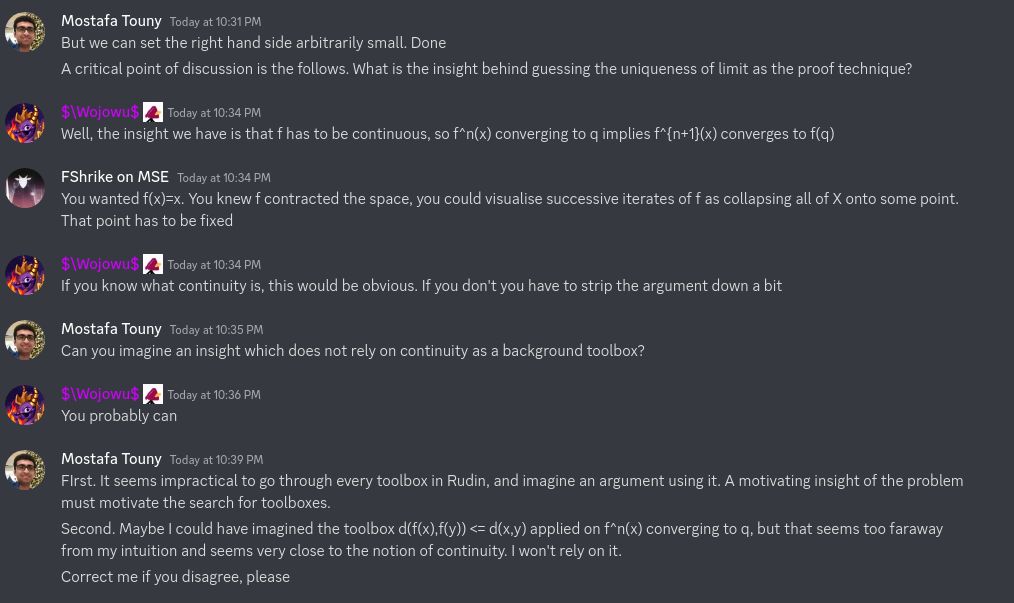 Mostafa Touny Today at 10:31 PM
But we can set the right hand side arbitrarily small. Done
A critical point of discussion is the follows. What is the insight behind guessing the uniqueness of limit as the proof technique?
$\Wojowu$ Today at 10:34 PM
Well, the insight we have is that f has to be continuous, so f^n(x) converging to q implies f^{n+1}(x) converges to f(q)
FShrike on MSE Today at 10:34 PM
You wanted f(x)=x. You knew f contracted the space, you could visualise successive iterates of f as collapsing all of X onto some point.
That point has to be fixed
$\Wojowu$ Today at 10:34 PM
If you know what continuity is, this would be obvious. If you don't you have to strip the argument down a bit
Mostafa Touny Today at 10:35 PM
Can you imagine an insight which does not rely on continuity as a background toolbox?
$\Wojowu$ Today at 10:36 PM
You probably can
Mostafa Touny Today at 10:39 PM
FIrst. It seems impractical to go through every toolbox in Rudin, and imagine an argument using it. A motivating insight of the problem
must motivate the search for toolboxes.
Second. Maybe I could have imagined the toolbox d(f(x),f(y)) <= d(x,y) applied on f^n(x) converging to q, but that seems too faraway
from my intuition and seems very close to the notion of continuity. I won't rely on it.
Correct me if you disagree, please